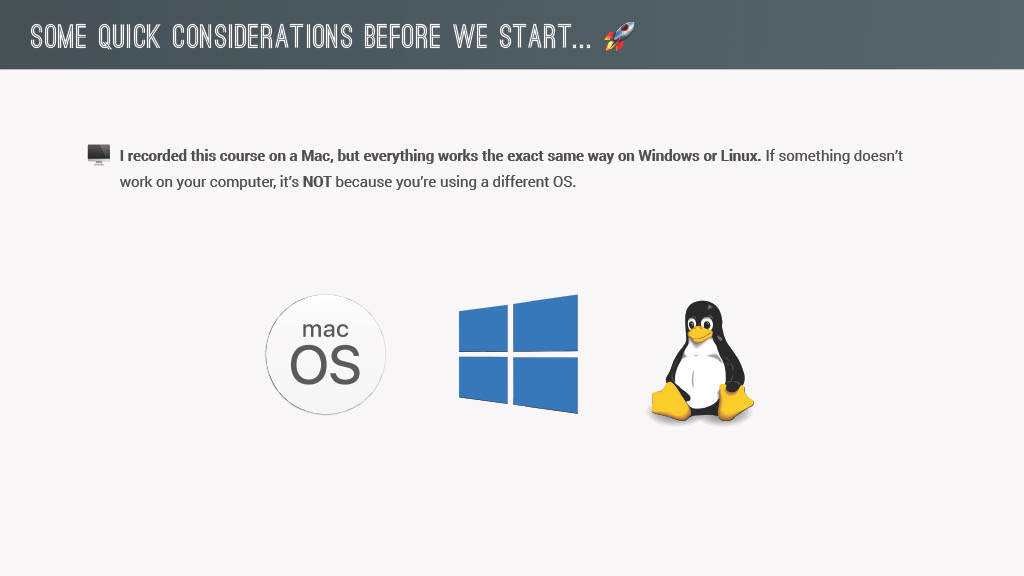 SOME QUICK CONSIDERATIONS BEFORE WE START... 🚀
🖥️ I recorded this course on a Mac, but everything works the exact same way on Windows or Linux. If something doesn’t
work on your computer, it’s NOT because you’re using a different OS.
mac
OS